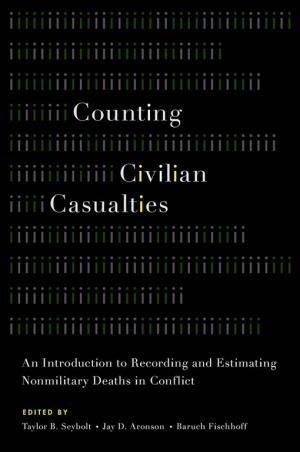 Counting
Civilian
Casualties
An Introduction to Recording and Estimating
Nonmilitary Deaths in Conflict
EDITED BY
Taylor B. Seybolt • Jay D. Aronson • Baruch Fischhoff